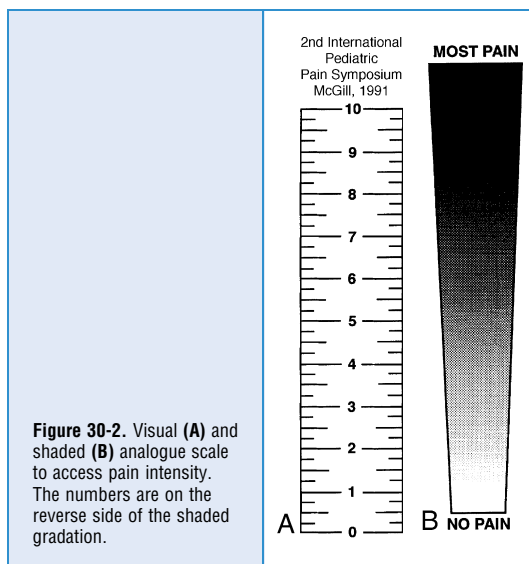 2nd International
Pediatric
Pain Symposium
McGill, 1991
10
9
8
7
6
5
4
3
2
1
0
A
MOST PAIN
B NO PAIN
Figure 30-2. Visual (A) and
shaded (B) analogue scale
to access pain intensity.
The numbers are on the
reverse side of the shaded
gradation.